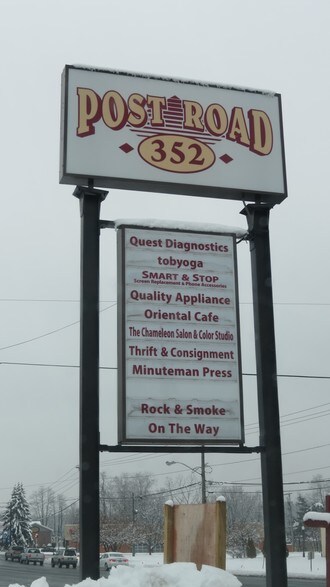 POST ROAD
352
Quest Diagnostics
tobyoga
SMART & STOP
Screen Replacement & Phone Accessories
Quality Appliance
Oriental Cafe
The Chameleon Salon & Color Studio
Thrift & Consignment
Minuteman Press
Rock & Smoke
On The Way